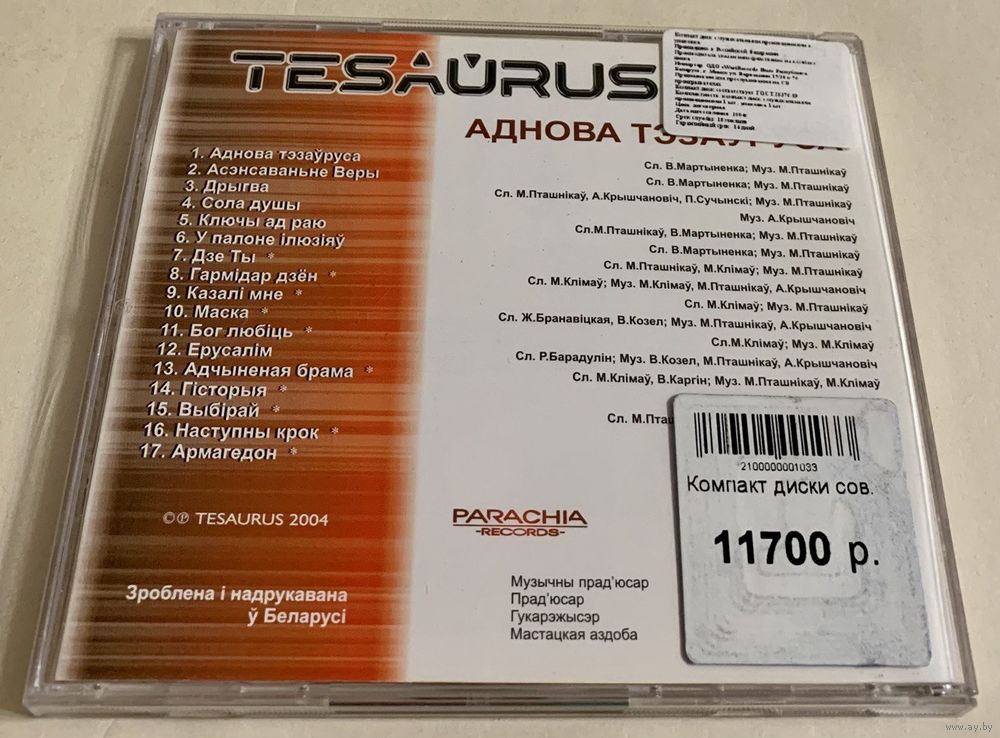 TESAŬRUS
АДНОВА ТЭЗАЎРУСА
1. Аднова тэзаўруса
2. Асэнсаваньне Веры
3. Дрыгва
4. Сола душы
5. Ключы ад раю
6. У палоне ілюзіяў
7. Дзе Ты *
8. Гармідар дзён *
9. Казалі мне *
10. Маска *
11. Бог любіць *
12. Ерусалім
13. Адчыненая брама *
14. Гісторыя *
15. Выбірай *
16. Наступны крок *
17. Армагедон *
Сл. В.Мартыненка; Муз. М.Пташнікаў
Сл. В.Мартыненка; Муз. М.Пташнікаў
Сл. М.Пташнікаў, А.Крышчановіч, П.Сучынскі; Муз. М.Пташнікаў
Муз. А.Крышчановіч
Сл.М.Пташнікаў, В.Мартыненка; Муз. М.Пташнікаў
Сл. В.Мартыненка; Муз. М.Пташнікаў
Сл. М.Пташнікаў, М.Клімаў; Муз. М.Пташнікаў
Сл. М.Клімаў; Муз. М.Клімаў, М.Пташнікаў, А.Крышчановіч
Сл. М.Клімаў; Муз. М.Пташнікаў
Сл. Ж.Бранавіцкая, В.Козел; Муз. М.Пташнікаў, А.Крышчановіч
Сл.М.Клімаў; Муз. М.Клімаў
Сл. Р.Барадулін; Муз. В.Козел, М.Пташнікаў, А.Крышчановіч
Сл. М.Клімаў, В.Каргін; Муз. М.Пташнікаў, М.Клімаў
Сл. М.Пта
2100000001033
Компакт диски сов.
11700 р.
©℗ TESAURUS 2004
PARACHIA
-RECORDS-
Зроблена і надрукавана
ў Беларусі
Музычны прад'юсар
Прад'юсар
Гукарэжысэр
Мастацкая аздоба
www.ay.by